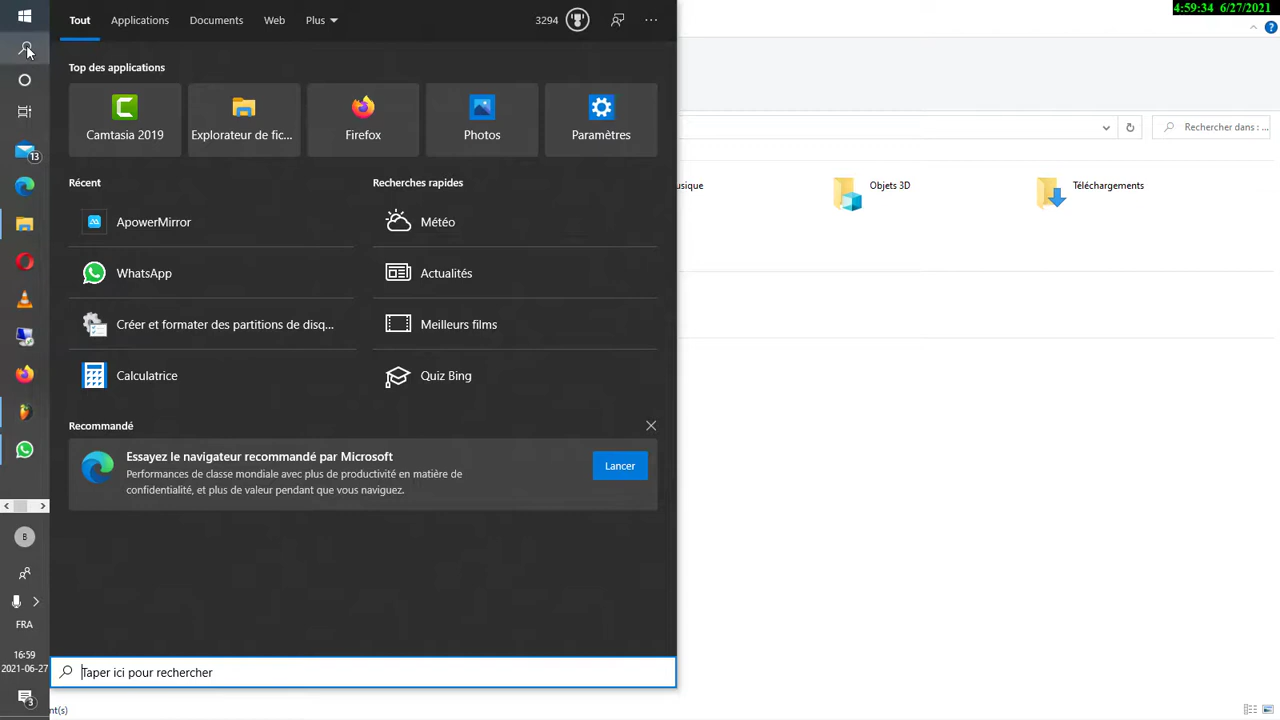 4:59:34 6/27/2021
Tout Applications Documents Web Plus 3294
Top des applications
Camtasia 2019 Explorateur de fic... Firefox Photos Paramètres
Récent
ApowerMirror
WhatsApp
Créer et formater des partitions de disq...
Calculatrice
Recherches rapides
Météo
Actualités
Meilleurs films
Quiz Bing
Recommandé
Essayez le navigateur recommandé par Microsoft
Performances de classe mondiale avec plus de productivité en matière de
confidentialité, et plus de valeur pendant que vous naviguez.
Lancer
Taper ici pour rechercher
Rechercher dans : ...
usique
Objets 3D
Téléchargements
13
B
FRA
16:59
2021-06-27
3
nt(s)